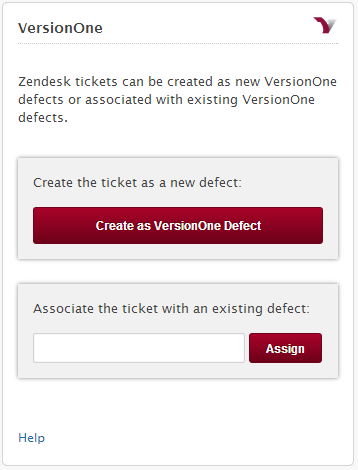 VersionOne
Zendesk tickets can be created as new VersionOne
defects or associated with existing VersionOne
defects.
Create the ticket as a new defect:
Create as VersionOne Defect
Associate the ticket with an existing defect:
Assign
Help